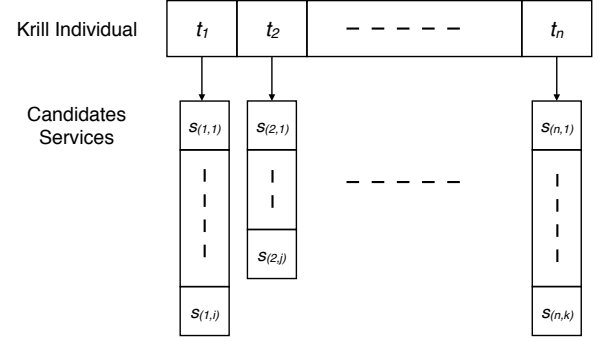 Krill Individual t1 t2 tn
Candidates
Services
s(1,1) s(2,1) s(n,1)
s(2,j)
s(1,i) s(n,k)